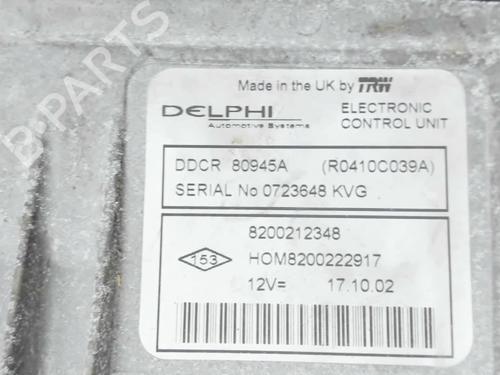 B-PARTS
Made in the UK by TRW
DELPHI
Automotive Systems
ELECTRONIC
CONTROL UNIT
DDCR 80945A (R0410C039A)
SERIAL No 0723648 KVG
8200212348
153 HOM8200222917
12V= 17.10.02